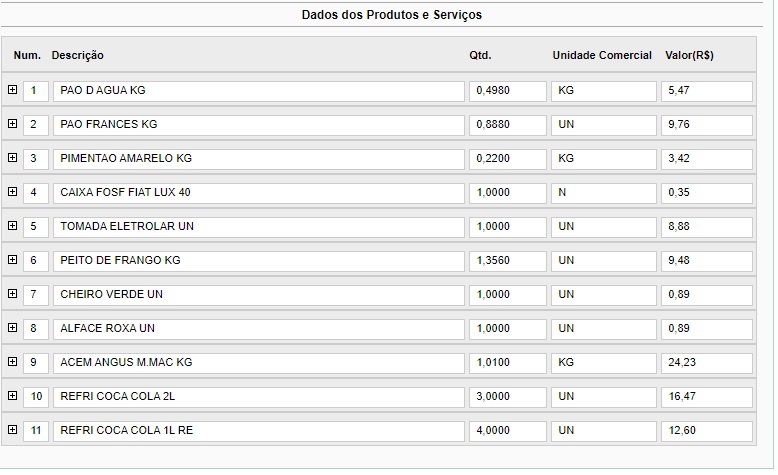 Dados dos Produtos e Serviços
Num. Descrição Qtd. Unidade Comercial Valor(R$)
1 PAO D AGUA KG 0,4980 KG 5,47
2 PAO FRANCES KG 0,8880 UN 9,76
3 PIMENTAO AMARELO KG 0,2200 KG 3,42
4 CAIXA FOSF FIAT LUX 40 1,0000 N 0,35
5 TOMADA ELETROLAR UN 1,0000 UN 8,88
6 PEITO DE FRANGO KG 1,3560 UN 9,48
7 CHEIRO VERDE UN 1,0000 UN 0,89
8 ALFACE ROXA UN 1,0000 UN 0,89
9 ACEM ANGUS M.MAC KG 1,0100 KG 24,23
10 REFRI COCA COLA 2L 3,0000 UN 16,47
11 REFRI COCA COLA 1L RE 4,0000 UN 12,60